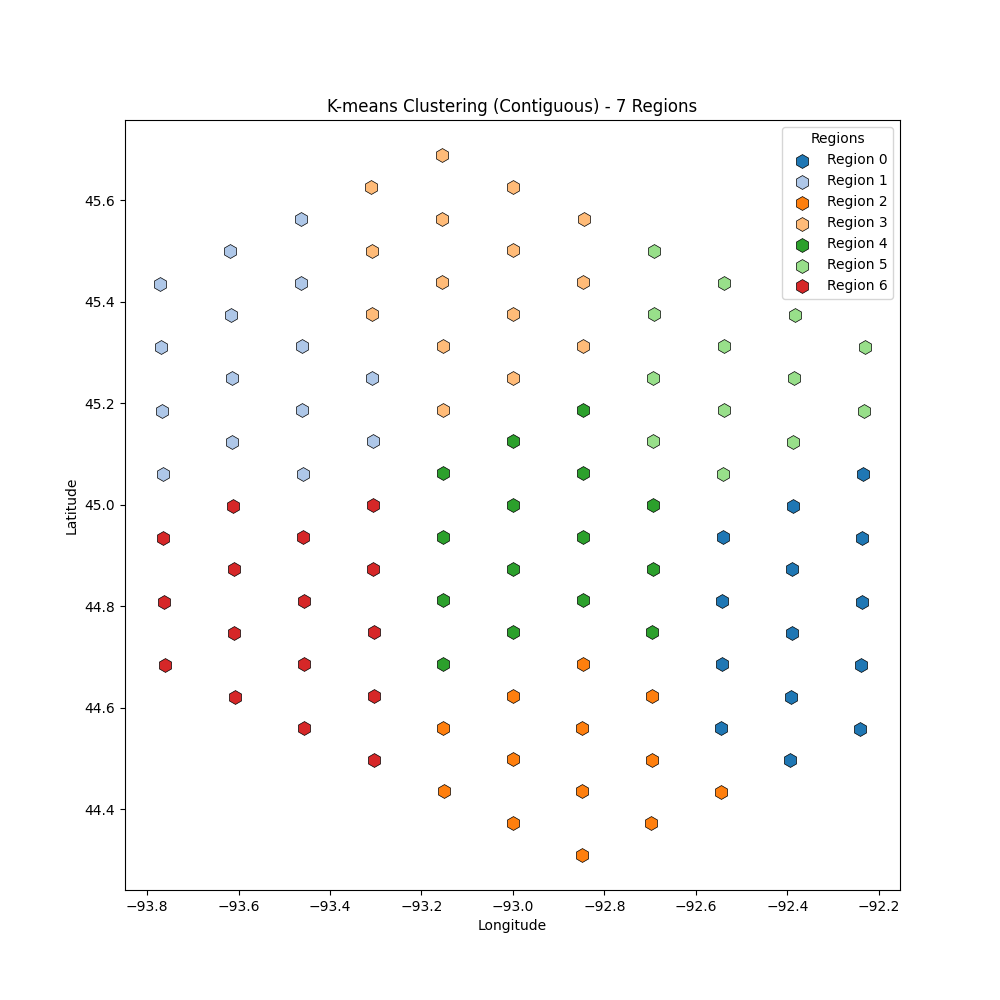 K-means Clustering (Contiguous) - 7 Regions
Regions
Region 0
Region 1
Region 2
Region 3
Region 4
Region 5
Region 6
45.6
45.4
45.2
45.0
44.8
44.6
44.4
Latitude
−93.8 −93.6 −93.4 −93.2 −93.0 −92.8 −92.6 −92.4 −92.2
Longitude